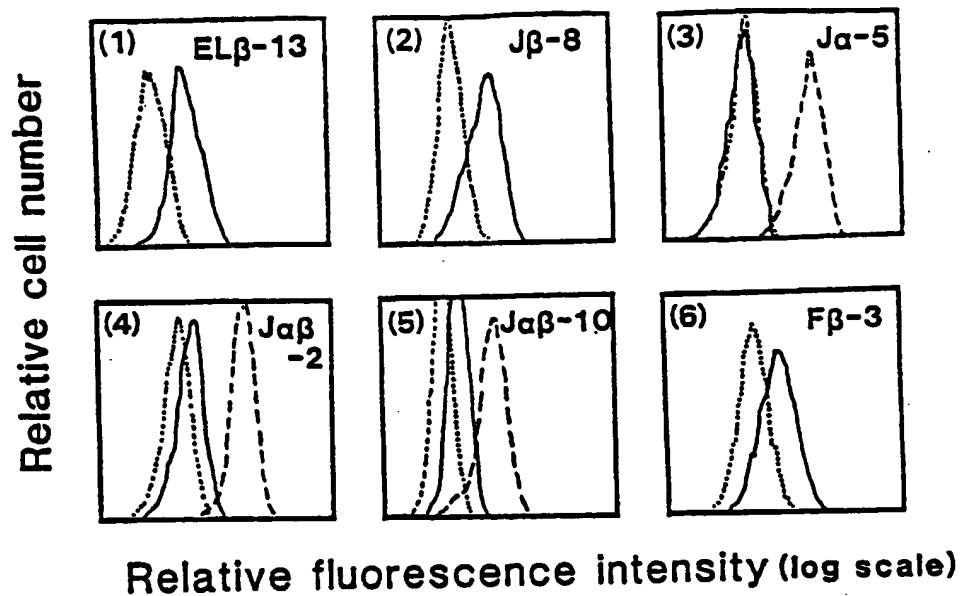 Relative cell number
(1) ELβ-13
(2) Jβ-8
(3) Jα-5
(4) Jαβ
-2
(5) Jαβ-10
(6) Fβ-3
Relative fluorescence intensity (log scale)